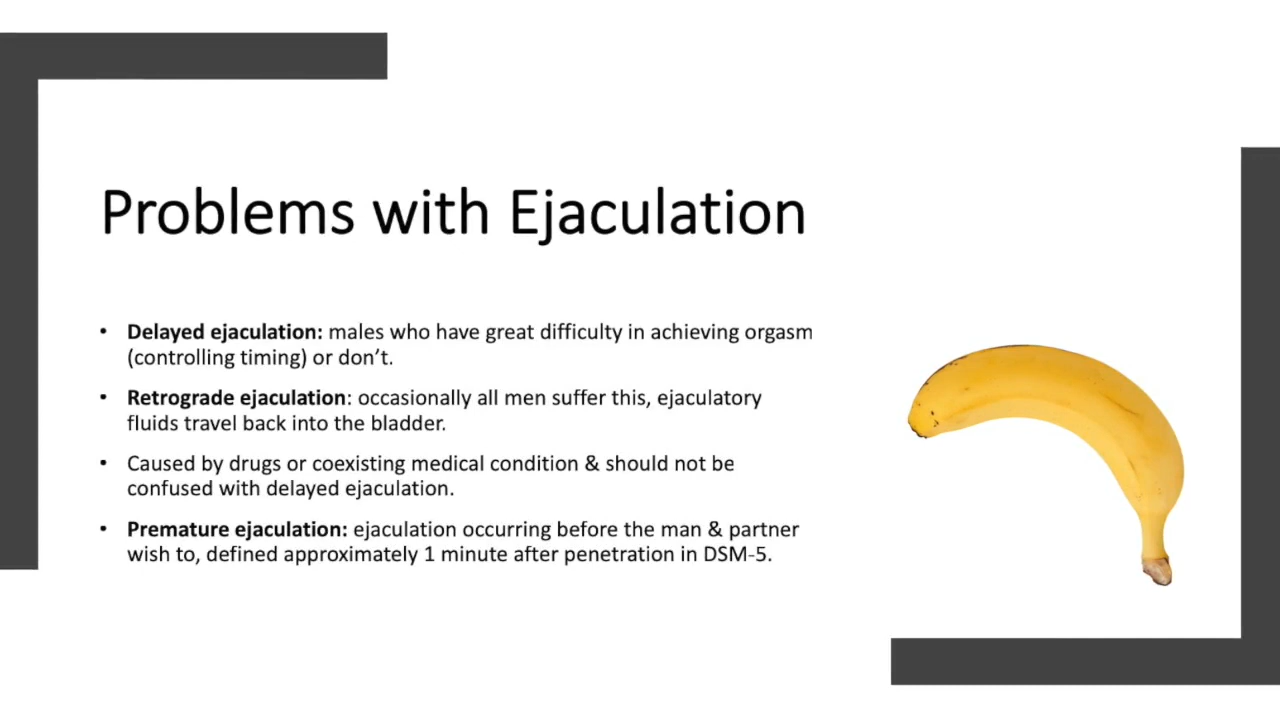 Problems with Ejaculation
• Delayed ejaculation: males who have great difficulty in achieving orgasm
(controlling timing) or don’t.
• Retrograde ejaculation: occasionally all men suffer this, ejaculatory
fluids travel back into the bladder.
• Caused by drugs or coexisting medical condition & should not be
confused with delayed ejaculation.
• Premature ejaculation: ejaculation occurring before the man & partner
wish to, defined approximately 1 minute after penetration in DSM-5.